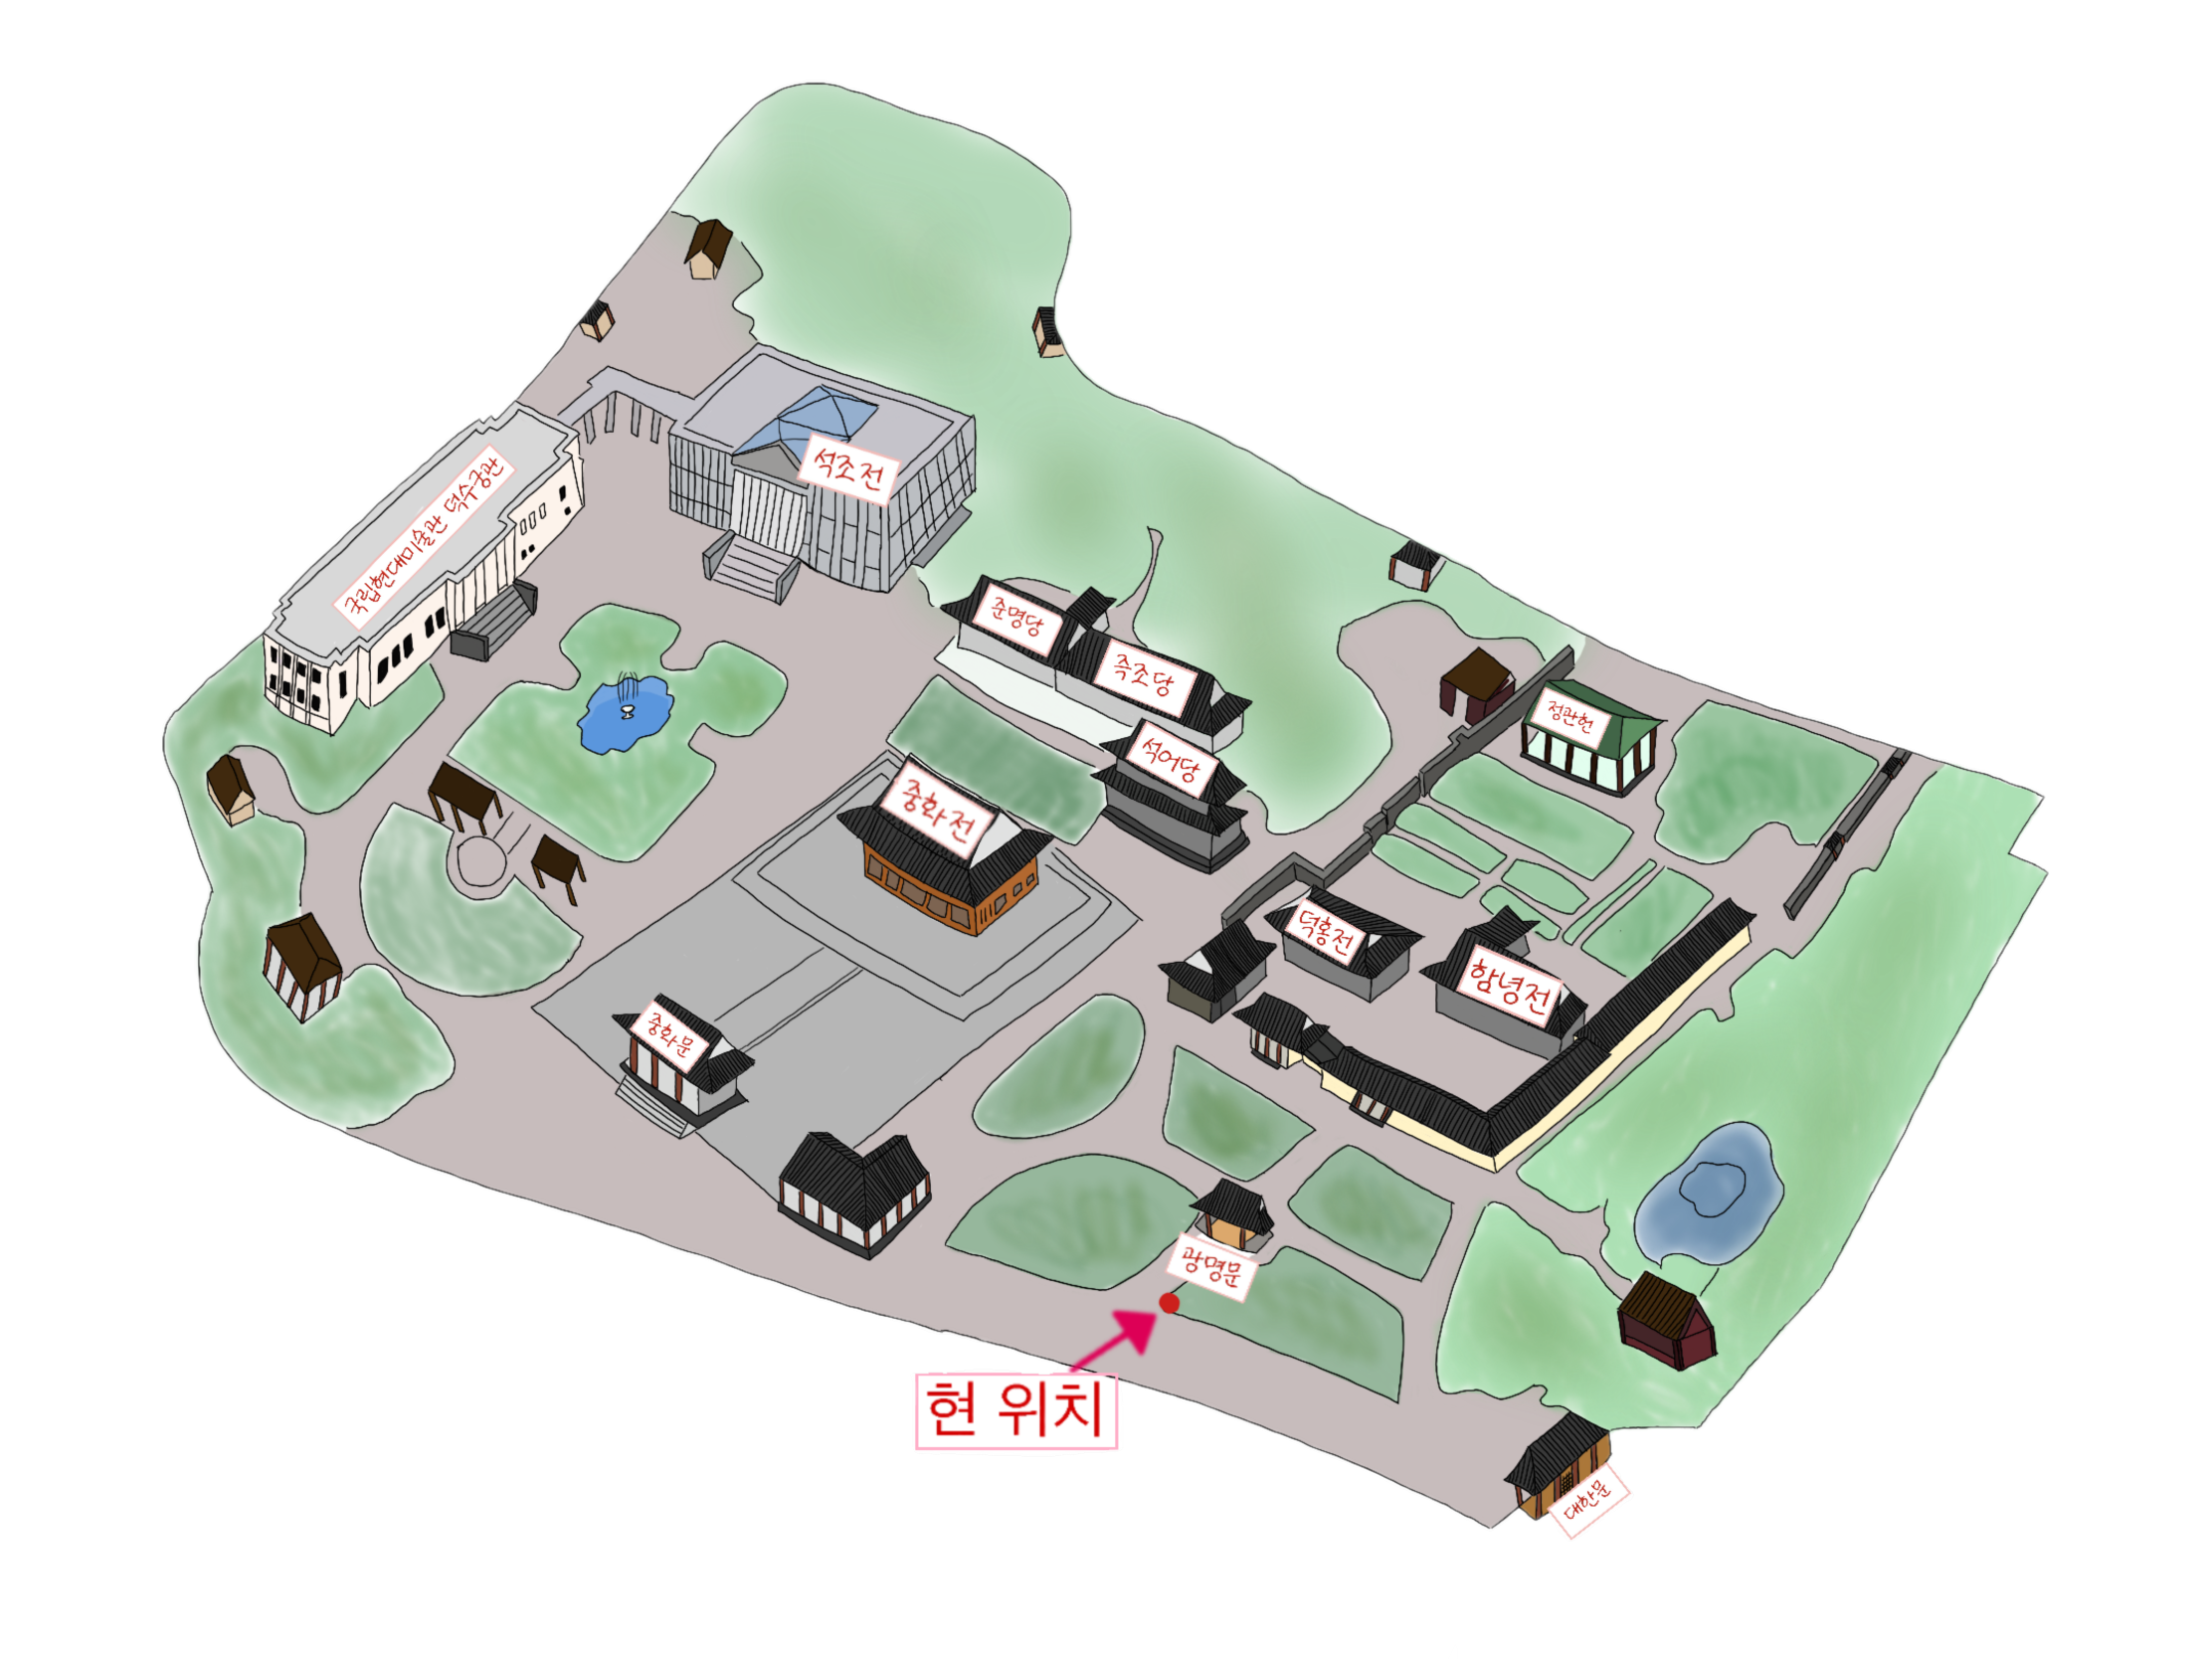 석조전
국립현대미술관 덕수궁관
준명당
즉조당
석어당
정관헌
중화전
덕홍전
함녕전
중화문
광명문
현 위치
대한문